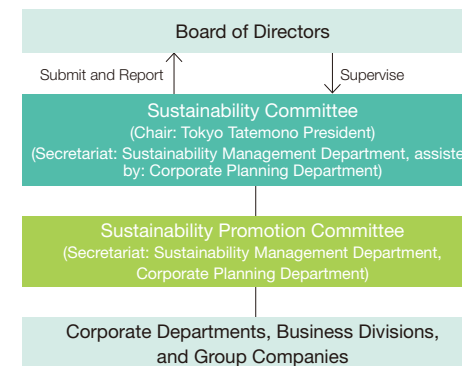 Board of Directors
Submit and Report
Supervise
Sustainability Committee
(Chair: Tokyo Tatemono President)
(Secretariat: Sustainability Management Department, assiste
by: Corporate Planning Department)
Sustainability Promotion Committee
(Secretariat: Sustainability Management Department,
Corporate Planning Department)
Corporate Departments, Business Divisions,
and Group Companies